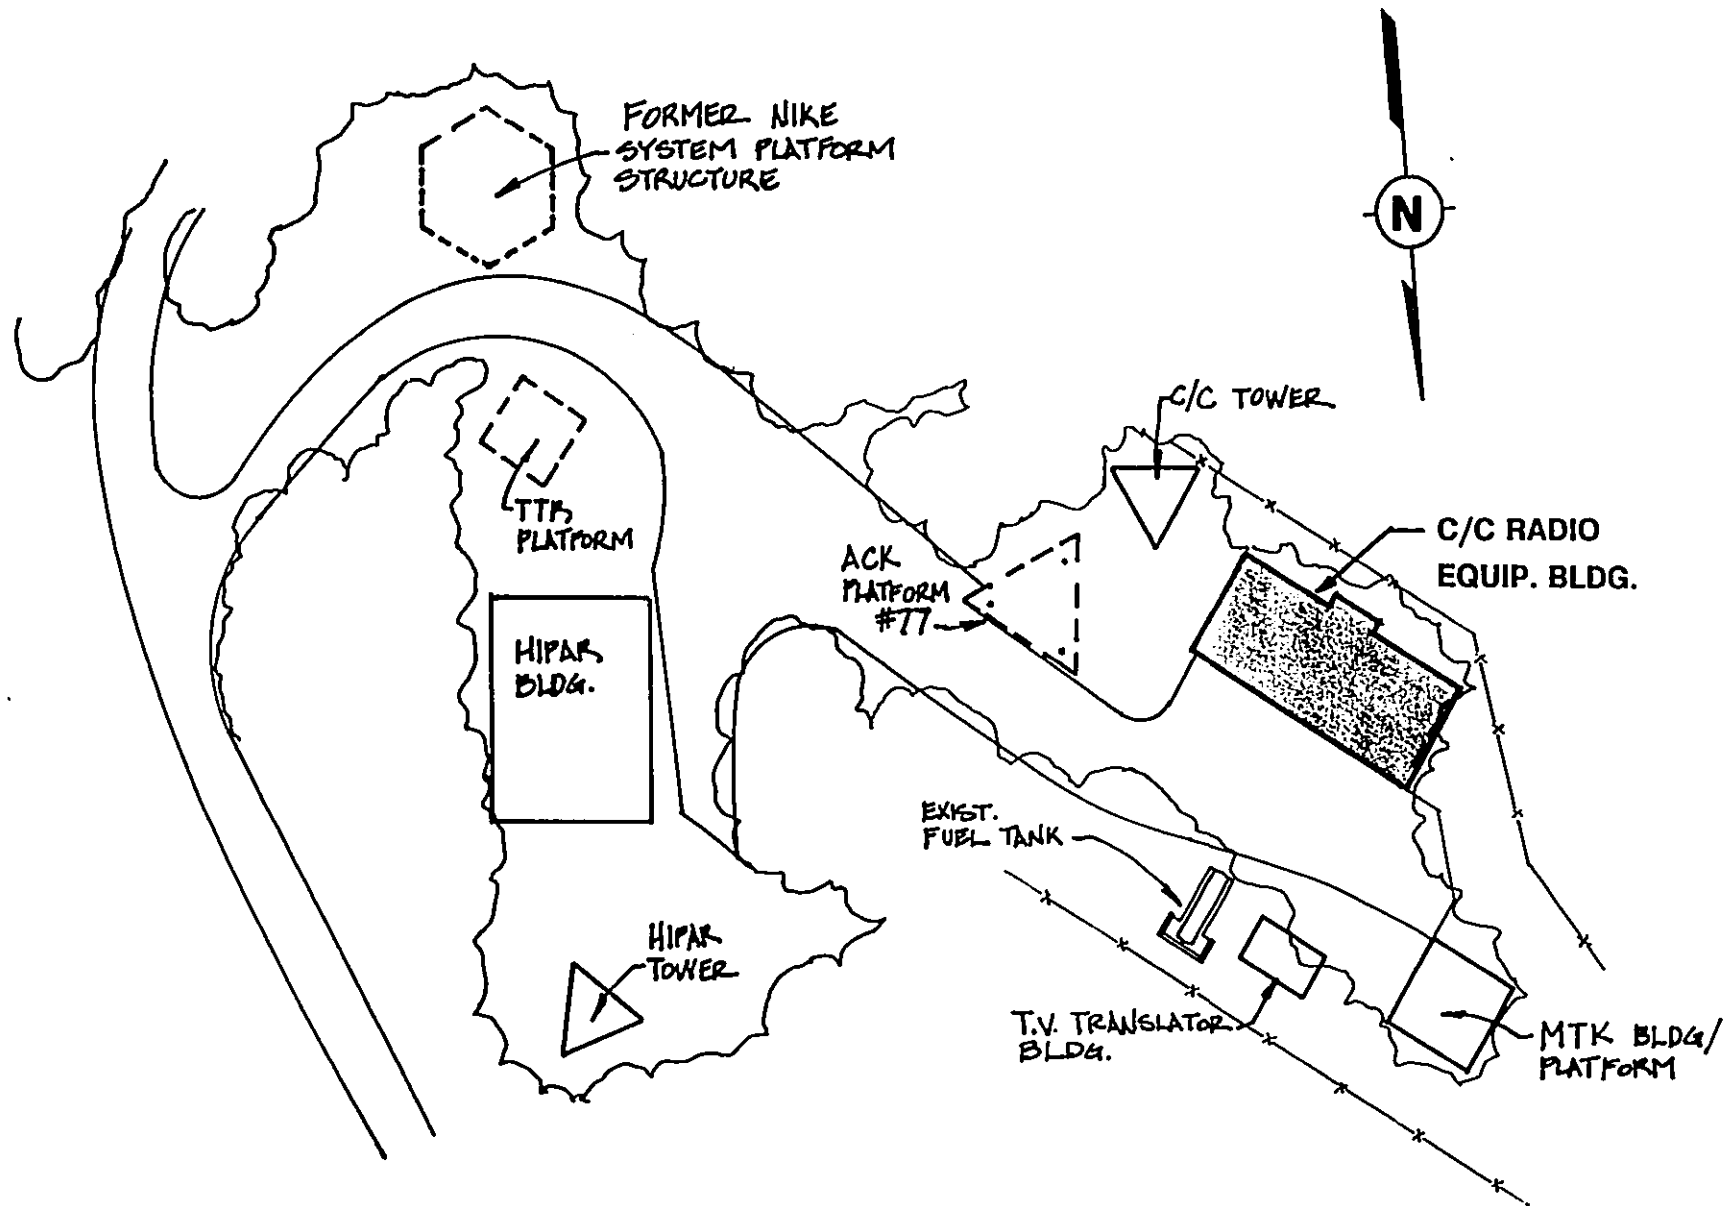 FORMER NIKE
SYSTEM PLATFORM
STRUCTURE
N
C/C TOWER
TTR
PLATFORM
ACK
PLATFORM
#77
C/C RADIO
EQUIP. BLDG.
HIPAR
BLDG.
EXIST.
FUEL TANK
HIPAR
TOWER
T.V. TRANSLATOR
BLDG.
MTK BLDG/
PLATFORM